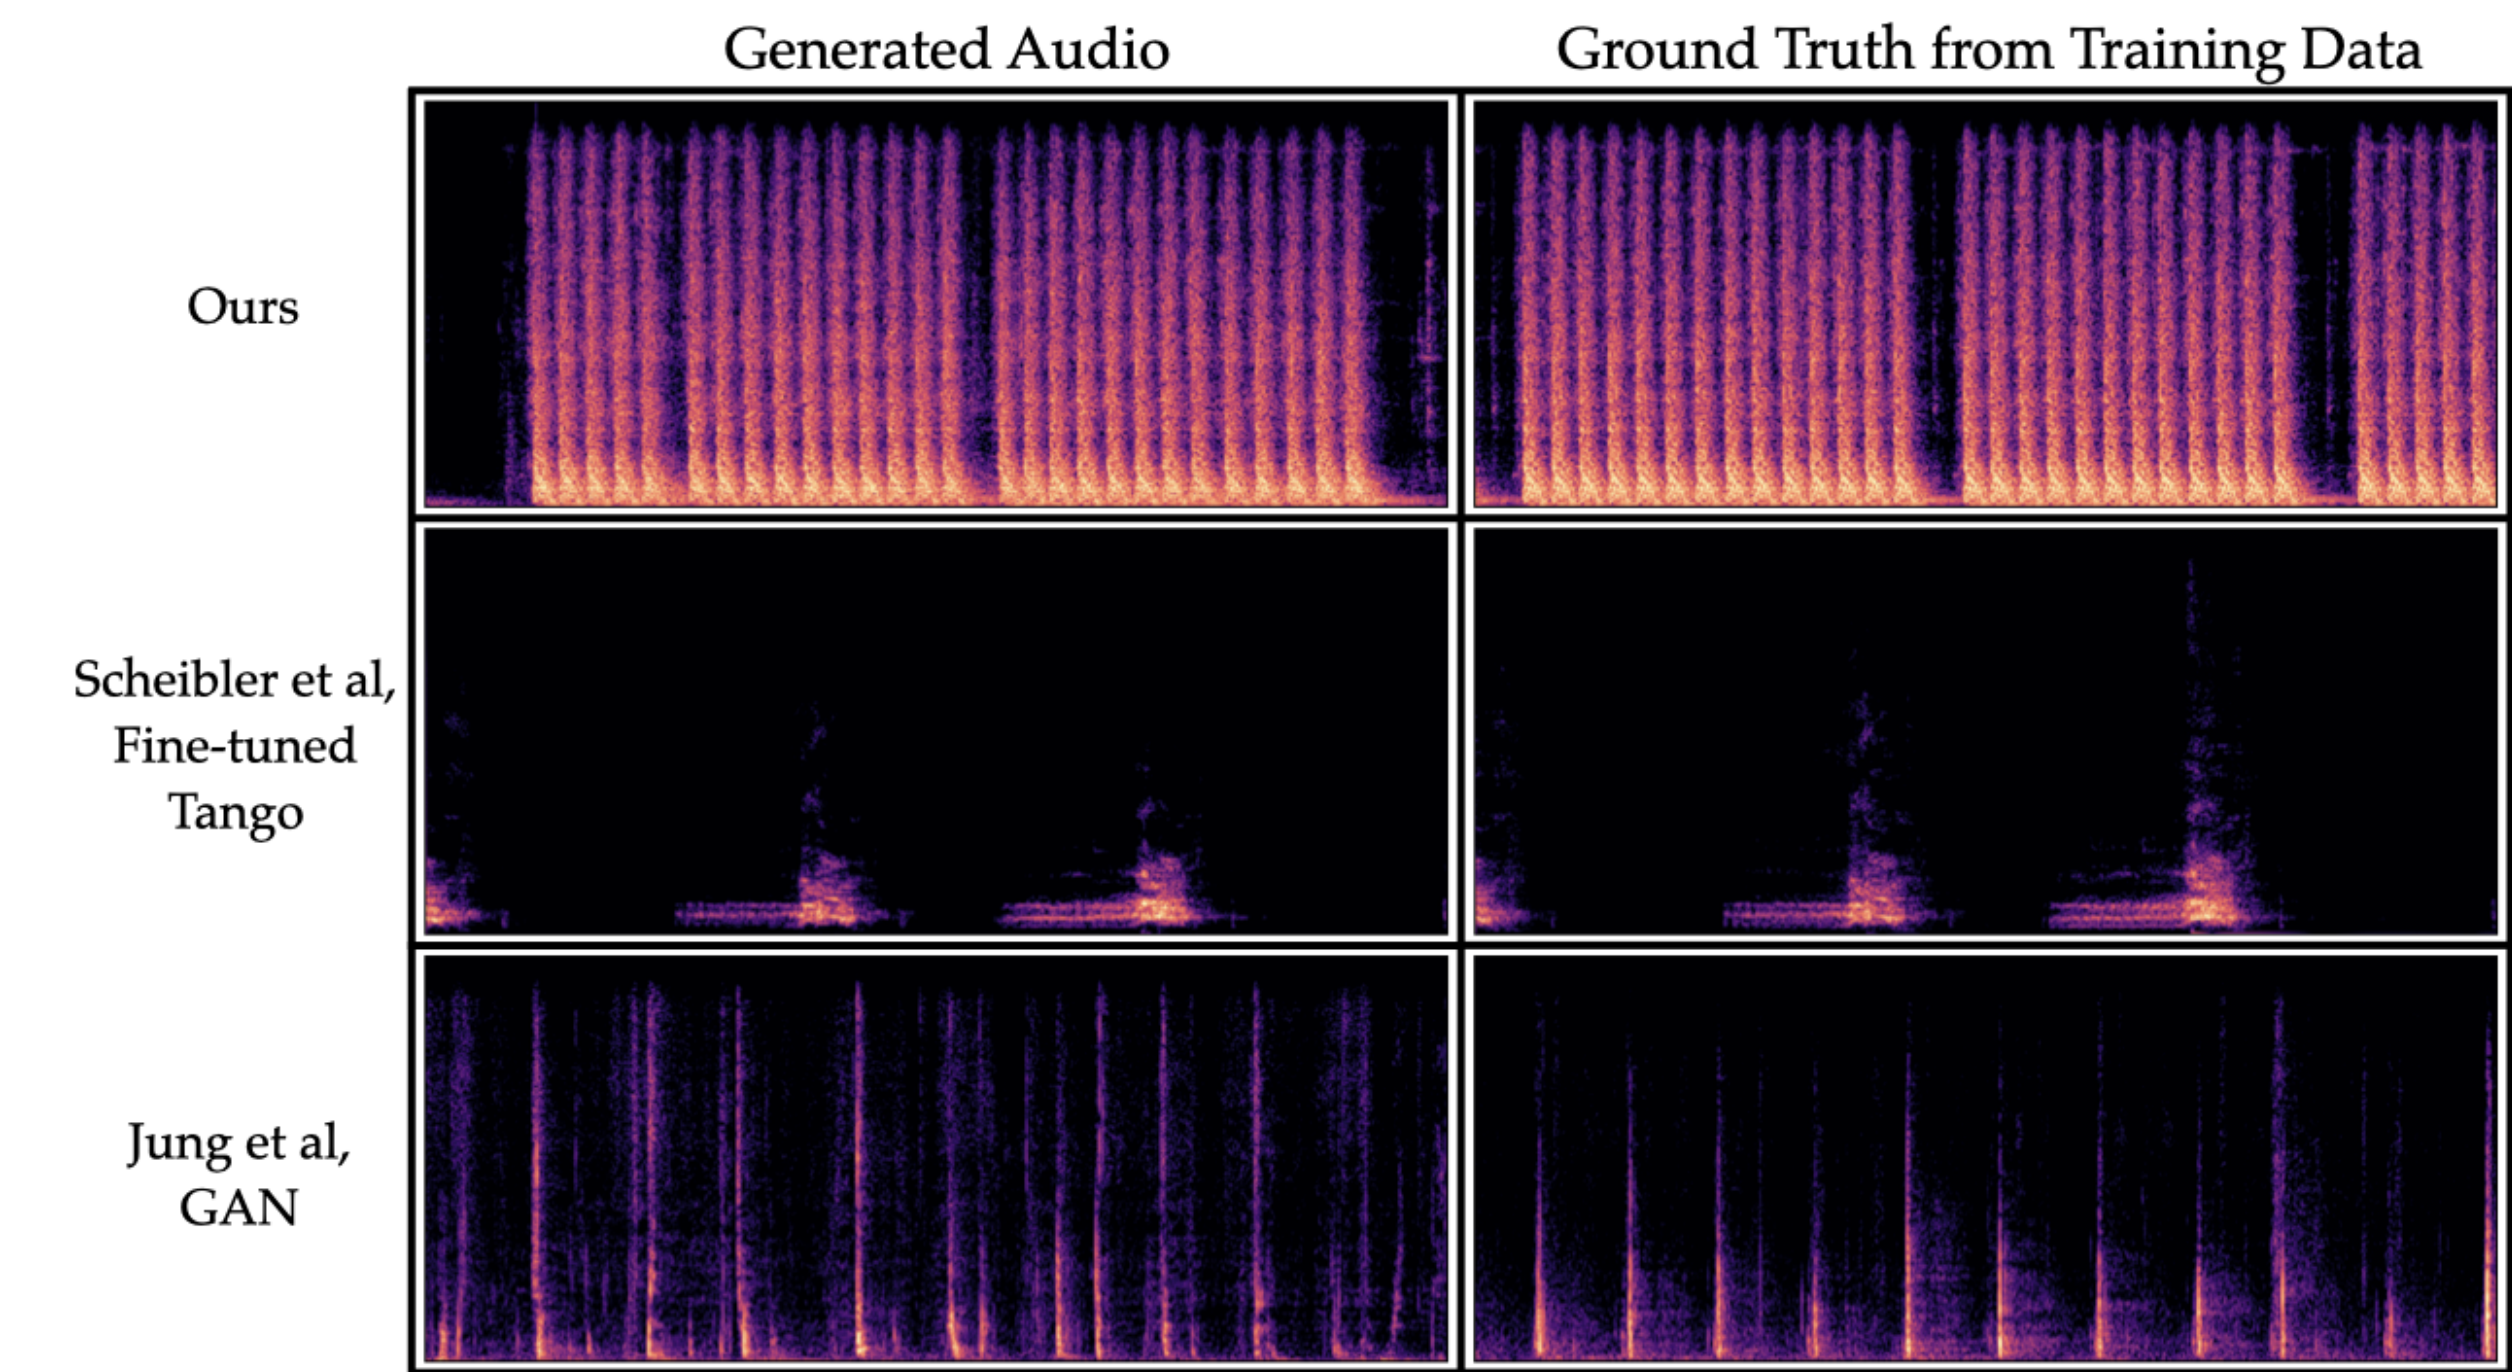 Generated Audio
Ground Truth from Training Data
Ours
Scheibler et al,
Fine-tuned
Tango
Jung et al,
GAN